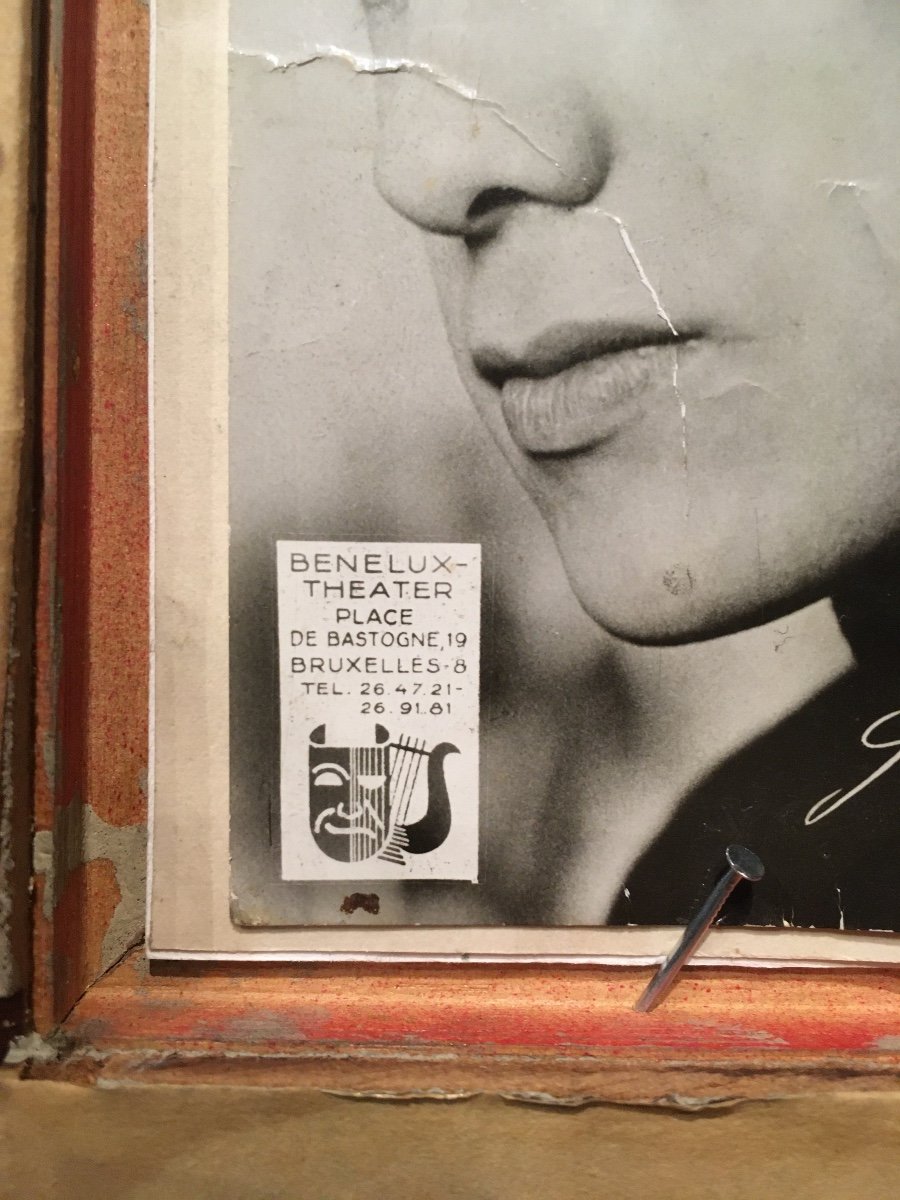 BENELUX-
THEATER
PLACE
DE BASTOGNE,19
BRUXELLES-8
TEL. 26.47.21-
26.91.81